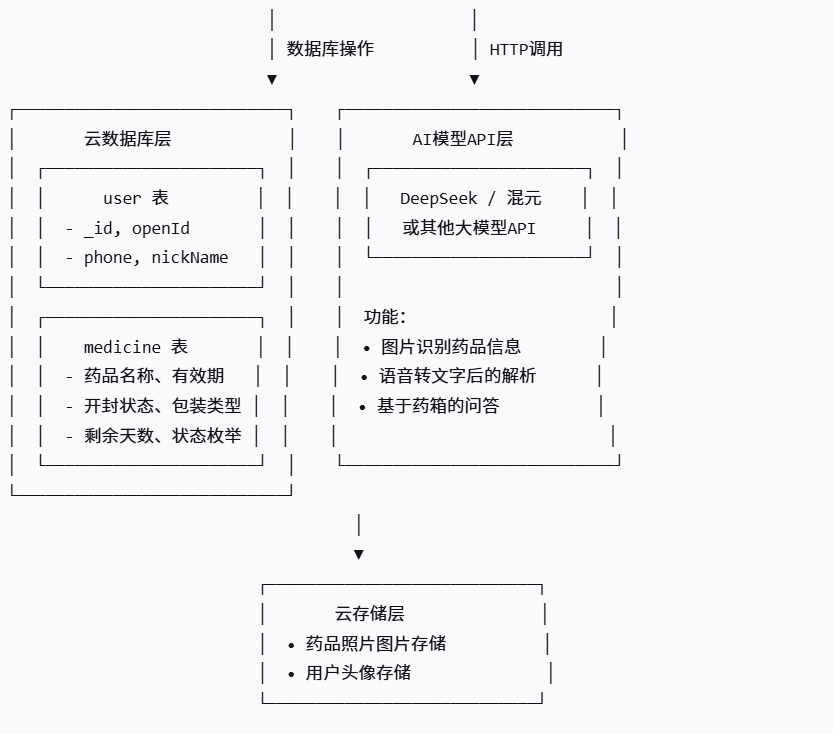 数据库操作 HTTP调用
云数据库层
user 表
- _id, openId
- phone, nickName
medicine 表
- 药品名称、有效期
- 开封状态、包装类型
- 剩余天数、状态枚举
AI模型API层
DeepSeek / 混元
或其他大模型API
功能：
• 图片识别药品信息
• 语音转文字后的解析
• 基于药箱的问答
云存储层
• 药品照片图片存储
• 用户头像存储